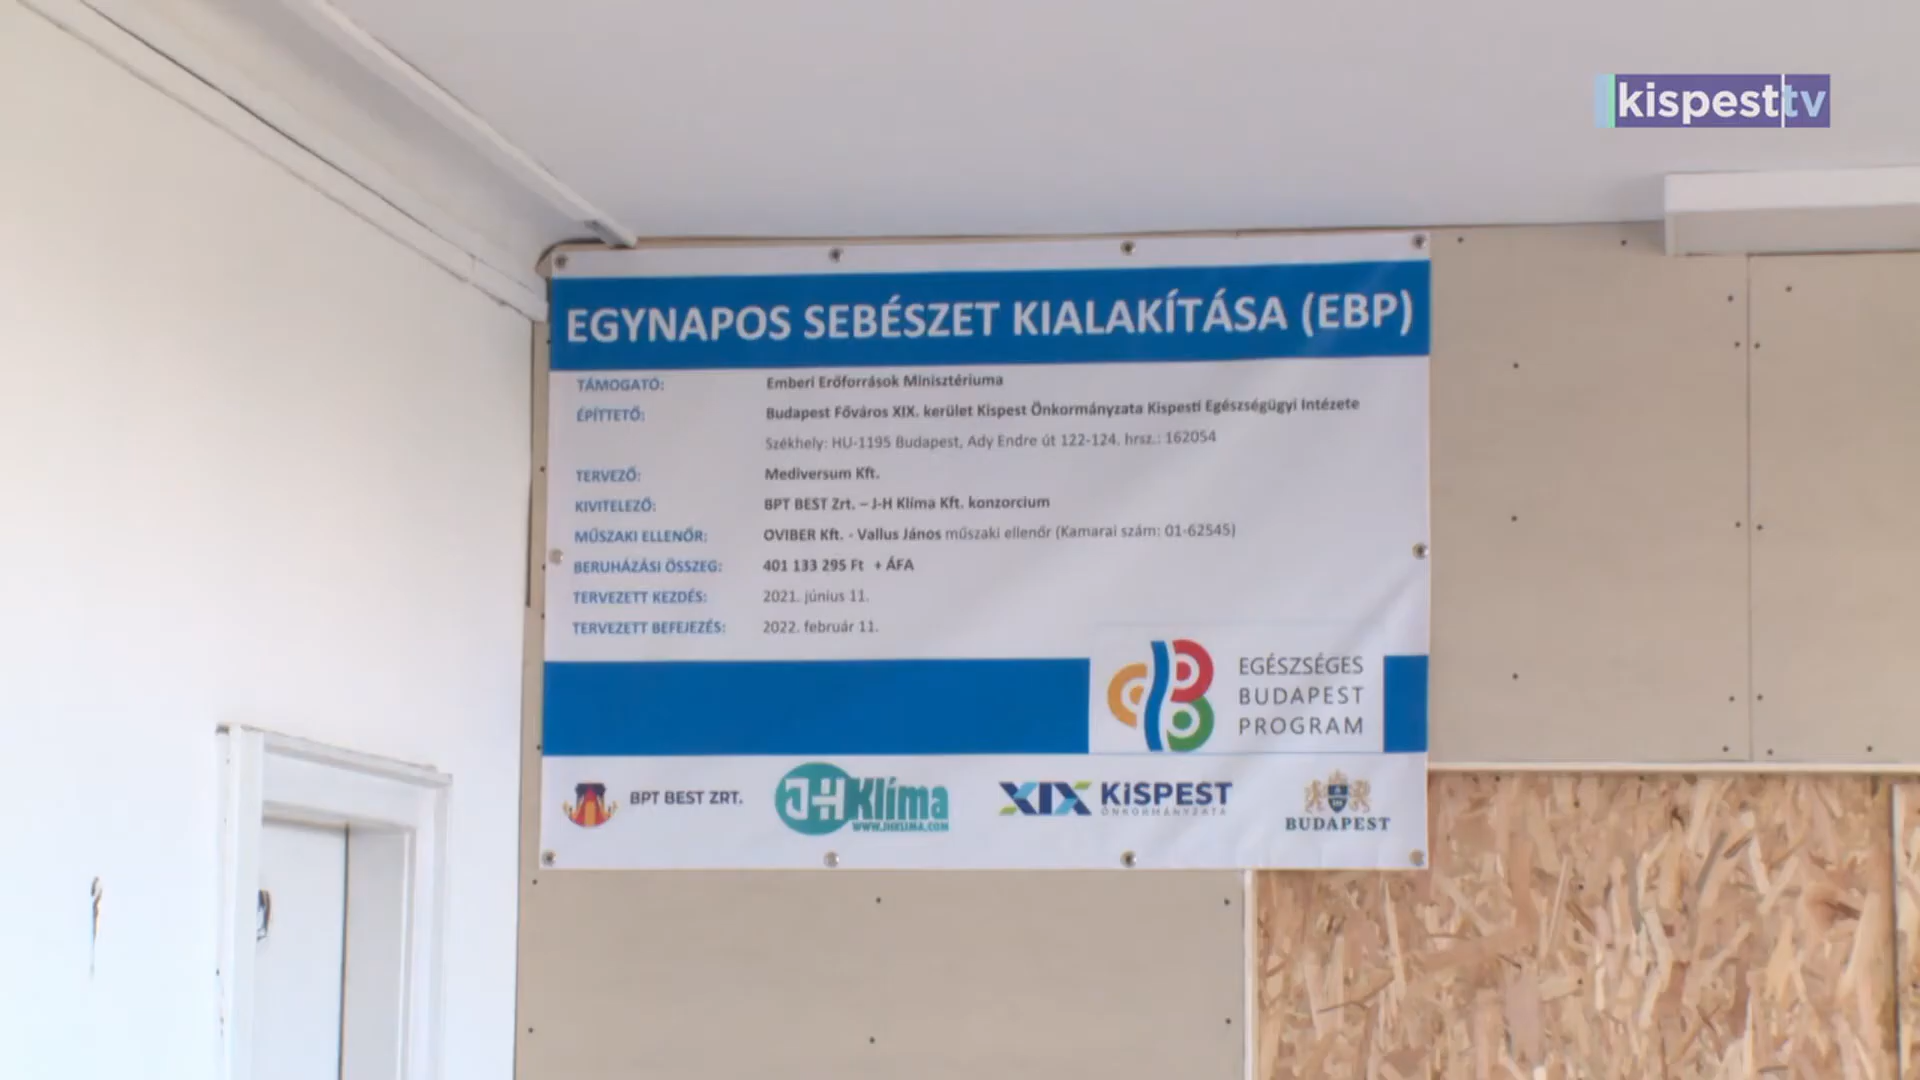 kispest tv
EGYNAPOS SEBÉSZET KIALAKÍTÁSA (EBP)
TÁMOGATÓ: Emberi Erőforrások Minisztériuma
ÉPÍTTETŐ: Budapest Főváros XIX. kerület Kispest Önkormányzata Kispesti Egészségügyi Intézete
Székhely: HU-1195 Budapest, Ady Endre út 122-124. hrsz.: 162054
TERVEZŐ: Mediversum Kft.
KIVITELEZŐ: BPT BEST Zrt. – J-H Klíma Kft. konzorcium
MŰSZAKI ELLENŐR: OVIBER Kft. - Vallus János műszaki ellenőr (Kamarai szám: 01-62545)
BERUHÁZÁSI ÖSSZEG: 401 133 295 Ft + ÁFA
TERVEZETT KEZDÉS: 2021. június 11.
TERVEZETT BEFEJEZÉS: 2022. február 11.
EGÉSZSÉGES
BUDAPEST
PROGRAM
BPT BEST ZRT.
J-H Klíma
WWW.JHKLIMA.COM
XIX KISPEST
ÖNKORMÁNYZATA
BUDAPEST